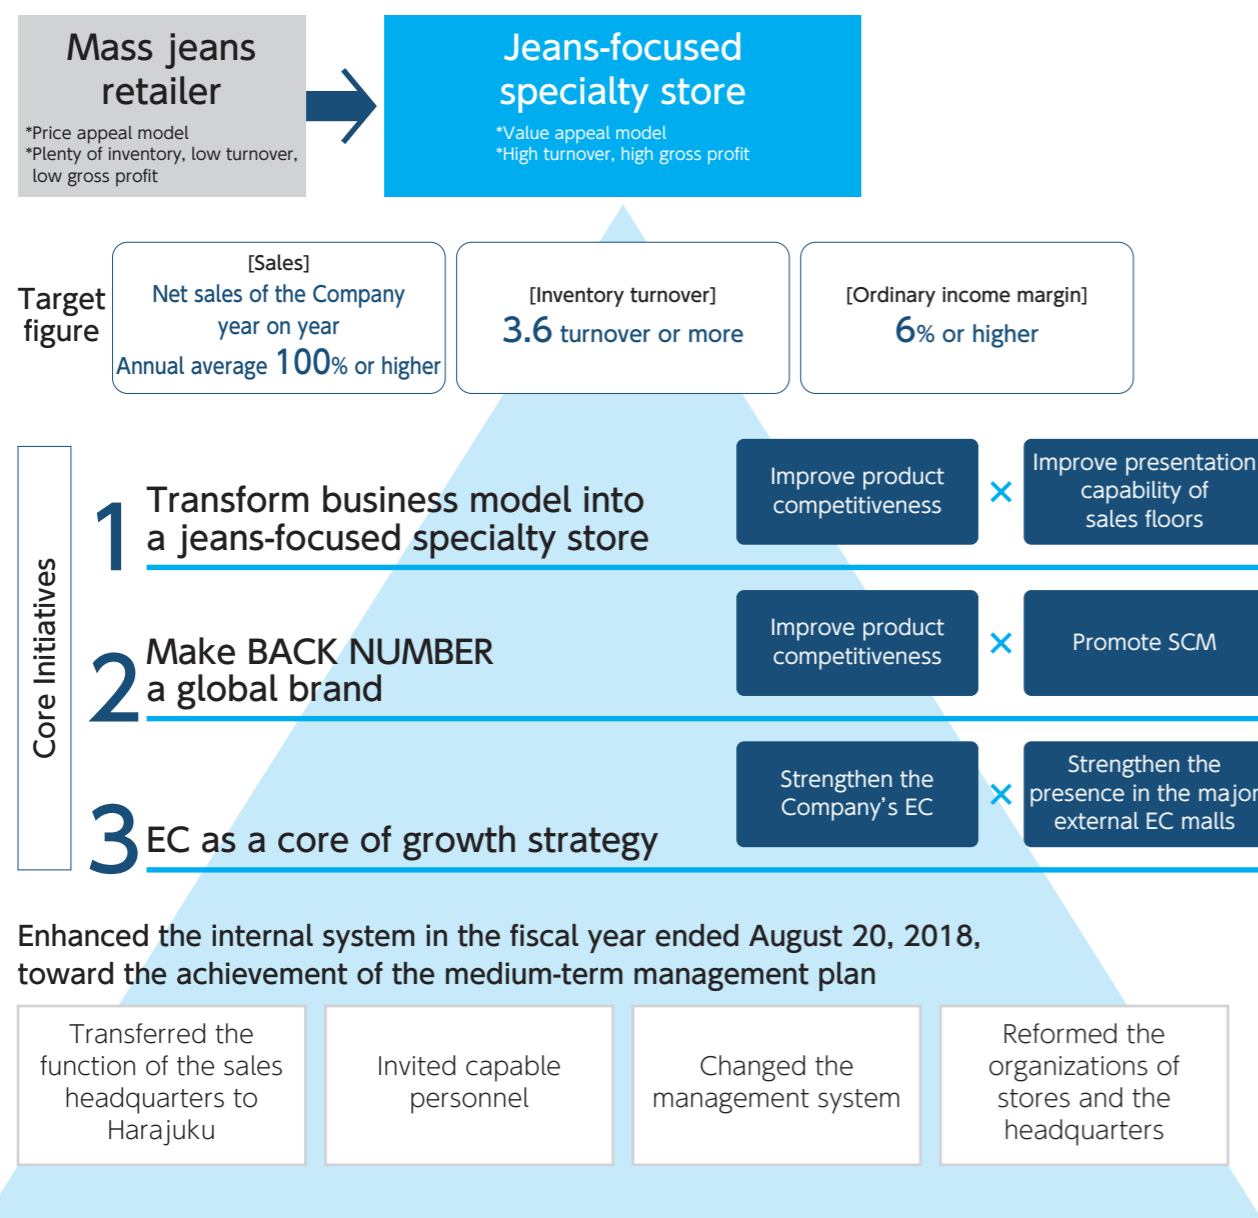 Mass jeans
retailer
*Price appeal model
*Plenty of inventory, low turnover,
low gross profit
Jeans-focused
specialty store
*Value appeal model
*High turnover, high gross profit
Target
figure
[Sales]
Net sales of the Company
year on year
Annual average 100% or higher
[Inventory turnover]
3.6 turnover or more
[Ordinary income margin]
6% or higher
Core Initiatives
1
Transform business model into
a jeans-focused specialty store
Improve product
competitiveness
×
Improve presentation
capability of
sales floors
2
Make BACK NUMBER
a global brand
Improve product
competitiveness
×
Promote SCM
3
EC as a core of growth strategy
Strengthen the
Company's EC
×
Strengthen the
presence in the major
external EC malls
Enhanced the internal system in the fiscal year ended August 20, 2018,
toward the achievement of the medium-term management plan
Transferred the
function of the sales
headquarters to
Harajuku
Invited capable
personnel
Changed the
management system
Reformed the
organizations of
stores and the
headquarters